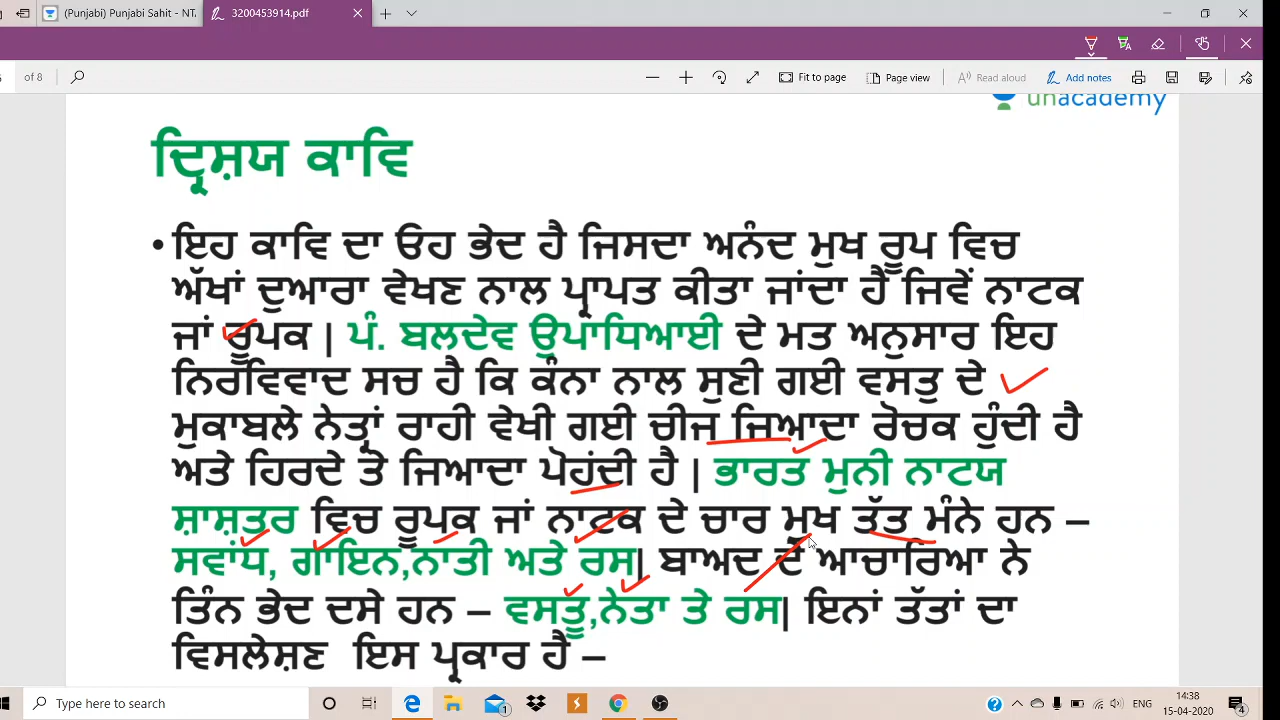 (Punjabi) Punjabi Sahit - NT.
3200453914.pdf
of 8
Fit to page
Page view
Read aloud
Add notes
unacademy
ਦ੍ਰਿਸ਼ਯ ਕਾਵਿ
• ਇਹ ਕਾਵਿ ਦਾ ਓਹ ਭੇਦ ਹੈ ਜਿਸਦਾ ਅਨੰਦ ਮੁਖ ਰੂਪ ਵਿਚ
ਅੱਖਾਂ ਦੁਆਰਾ ਵੇਖਣ ਨਾਲ ਪ੍ਰਾਪਤ ਕੀਤਾ ਜਾਂਦਾ ਹੈ ਜਿਵੇਂ ਨਾਟਕ
ਜਾਂ ਰੂਪਕ | ਪੰ. ਬਲਦੇਵ ਉਪਾਧਿਆਈ ਦੇ ਮਤ ਅਨੁਸਾਰ ਇਹ
ਨਿਰਵਿਵਾਦ ਸਚ ਹੈ ਕਿ ਕੰਨਾ ਨਾਲ ਸੁਣੀ ਗਈ ਵਸਤੁ ਦੇ
ਮੁਕਾਬਲੇ ਨੇਤ੍ਰਾਂ ਰਾਹੀ ਵੇਖੀ ਗਈ ਚੀਜ ਜਿਆਦਾ ਰੋਚਕ ਹੁੰਦੀ ਹੈ
ਅਤੇ ਹਿਰਦੇ ਤੋ ਜਿਆਦਾ ਪੋਹਂਦੀ ਹੈ | ਭਾਰਤ ਮੁਨੀ ਨਾਟਯ
ਸ਼ਾਸ਼ਤਰ ਵਿਚ ਰੂਪਕ ਜਾਂ ਨਾਟਕ ਦੇ ਚਾਰ ਮੁਖ ਤੱਤ ਮੰਨੇ ਹਨ –
ਸਵਾਂਧ, ਗਾਇਨ,ਨਾਤੀ ਅਤੇ ਰਸ| ਬਾਅਦ ਦੇ ਆਚਾਰਿਆ ਨੇ
ਤਿੰਨ ਭੇਦ ਦਸੇ ਹਨ – ਵਸਤੂ,ਨੇਤਾ ਤੇ ਰਸ| ਇਨਾਂ ਤੱਤਾਂ ਦਾ
ਵਿਸਲੇਸ਼ਣ ਇਸ ਪ੍ਰਕਾਰ ਹੈ –
Type here to search
ENG
14:38
15-04-2020